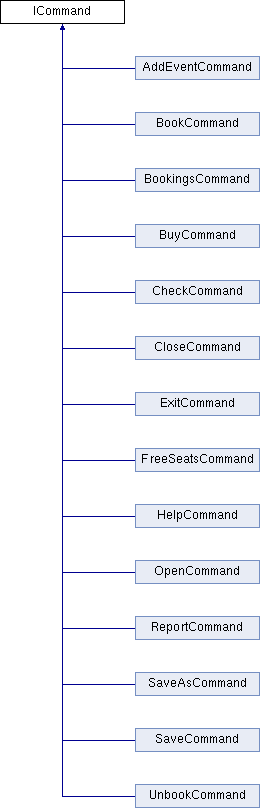 ICommand
AddEventCommand
BookCommand
BookingsCommand
BuyCommand
CheckCommand
CloseCommand
ExitCommand
FreeSeatsCommand
HelpCommand
OpenCommand
ReportCommand
SaveAsCommand
SaveCommand
UnbookCommand